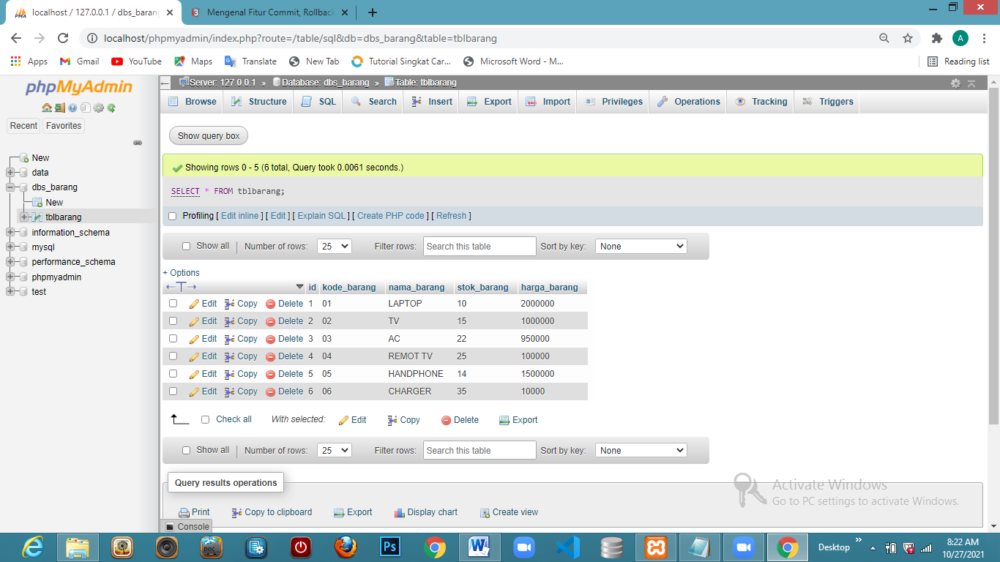 localhost / 127.0.0.1 / dbs_barang
Mengenal Fitur Commit, Rollback
localhost/phpmyadmin/index.php?route=/table/sql&db=dbs_barang&table=tblbarang
A
Apps Gmail YouTube Maps Translate New Tab Tutorial Singkat Car... Microsoft Word - M... Reading list
phpMyAdmin
Recent Favorites
New
data
dbs_barang
New
tblbarang
information_schema
mysql
performance_schema
phpmyadmin
test
Server: 127.0.0.1 » Database: dbs_barang » Table: tblbarang
Browse Structure SQL Search Insert Export Import Privileges Operations Tracking Triggers
Show query box
Showing rows 0 - 5 (6 total, Query took 0.0061 seconds.)
SELECT * FROM tblbarang;
Profiling [ Edit inline ] [ Edit ] [ Explain SQL ] [ Create PHP code ] [ Refresh ]
Show all Number of rows: 25 Filter rows: Search this table Sort by key: None
+ Options
←T→ id kode_barang nama_barang stok_barang harga_barang
Edit Copy Delete 1 01 LAPTOP 10 2000000
Edit Copy Delete 2 02 TV 15 1000000
Edit Copy Delete 3 03 AC 22 950000
Edit Copy Delete 4 04 REMOT TV 25 100000
Edit Copy Delete 5 05 HANDPHONE 14 1500000
Edit Copy Delete 6 06 CHARGER 35 10000
Check all With selected: Edit Copy Delete Export
Show all Number of rows: 25 Filter rows: Search this table Sort by key: None
Query results operations
Print Copy to clipboard Export Display chart Create view
Console
Activate Windows
Go to PC settings to activate Windows.
Desktop »
8:22 AM
10/27/2021